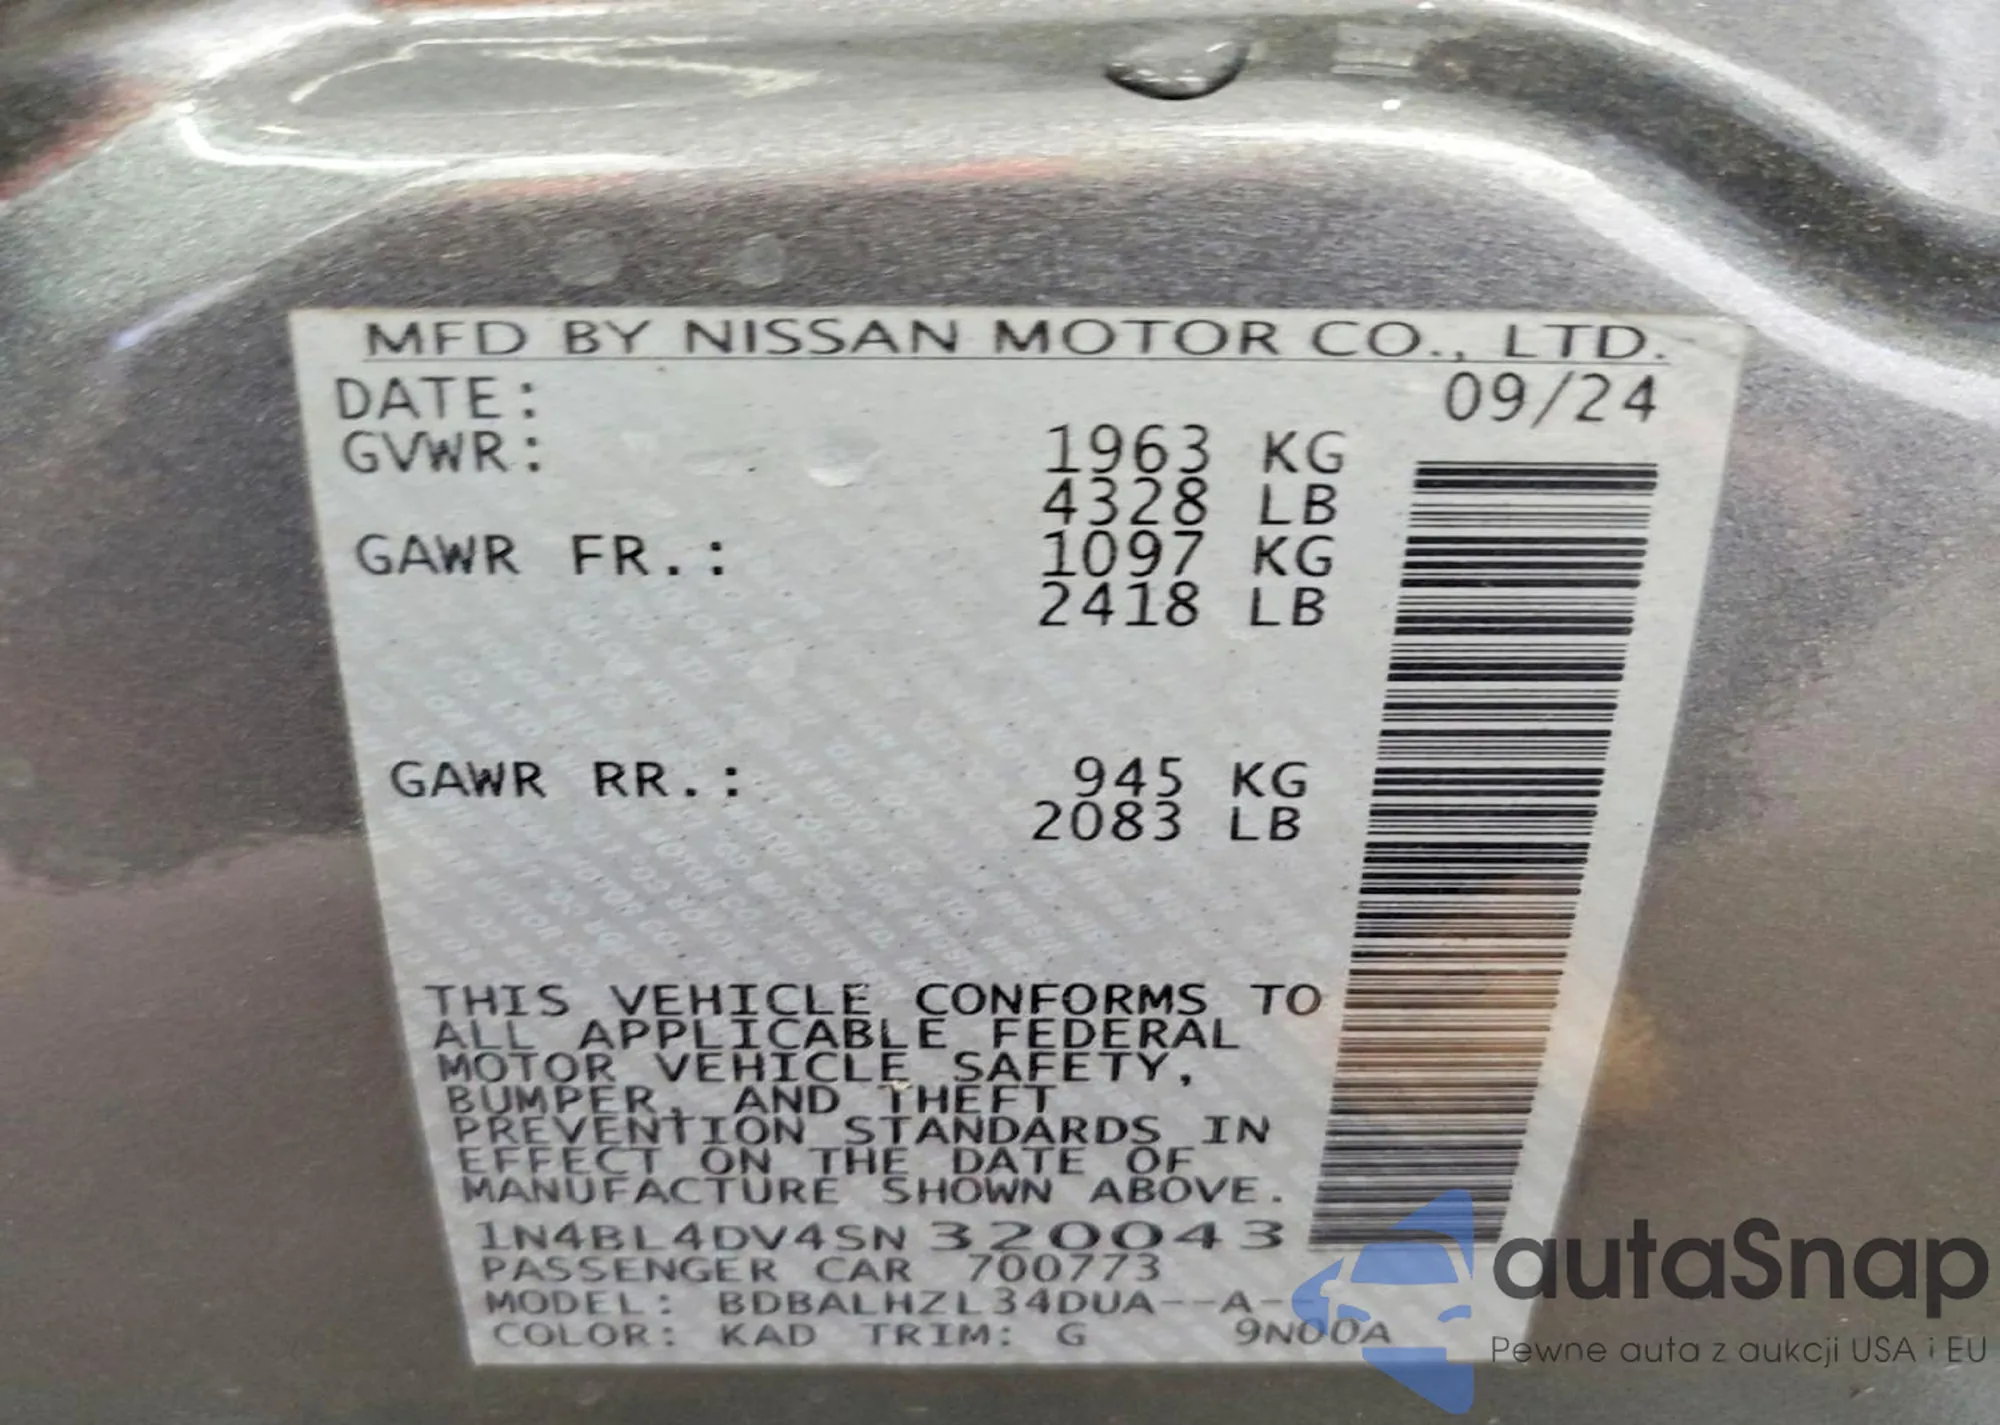 MFD BY NISSAN MOTOR CO., LTD.
DATE: 09/24
GVWR: 1963 KG
4328 LB
GAWR FR.: 1097 KG
2418 LB
GAWR RR.: 945 KG
2083 LB
THIS VEHICLE CONFORMS TO
ALL APPLICABLE FEDERAL
MOTOR VEHICLE SAFETY,
BUMPER, AND THEFT
PREVENTION STANDARDS IN
EFFECT ON THE DATE OF
MANUFACTURE SHOWN ABOVE.
1N4BL4DV4SN320043
PASSENGER CAR 700773
MODEL: BDBALHZL34DUA--A--
COLOR: KAD TRIM: G 9N00A
autaSnap
Pewne auta z aukcji USA i EU